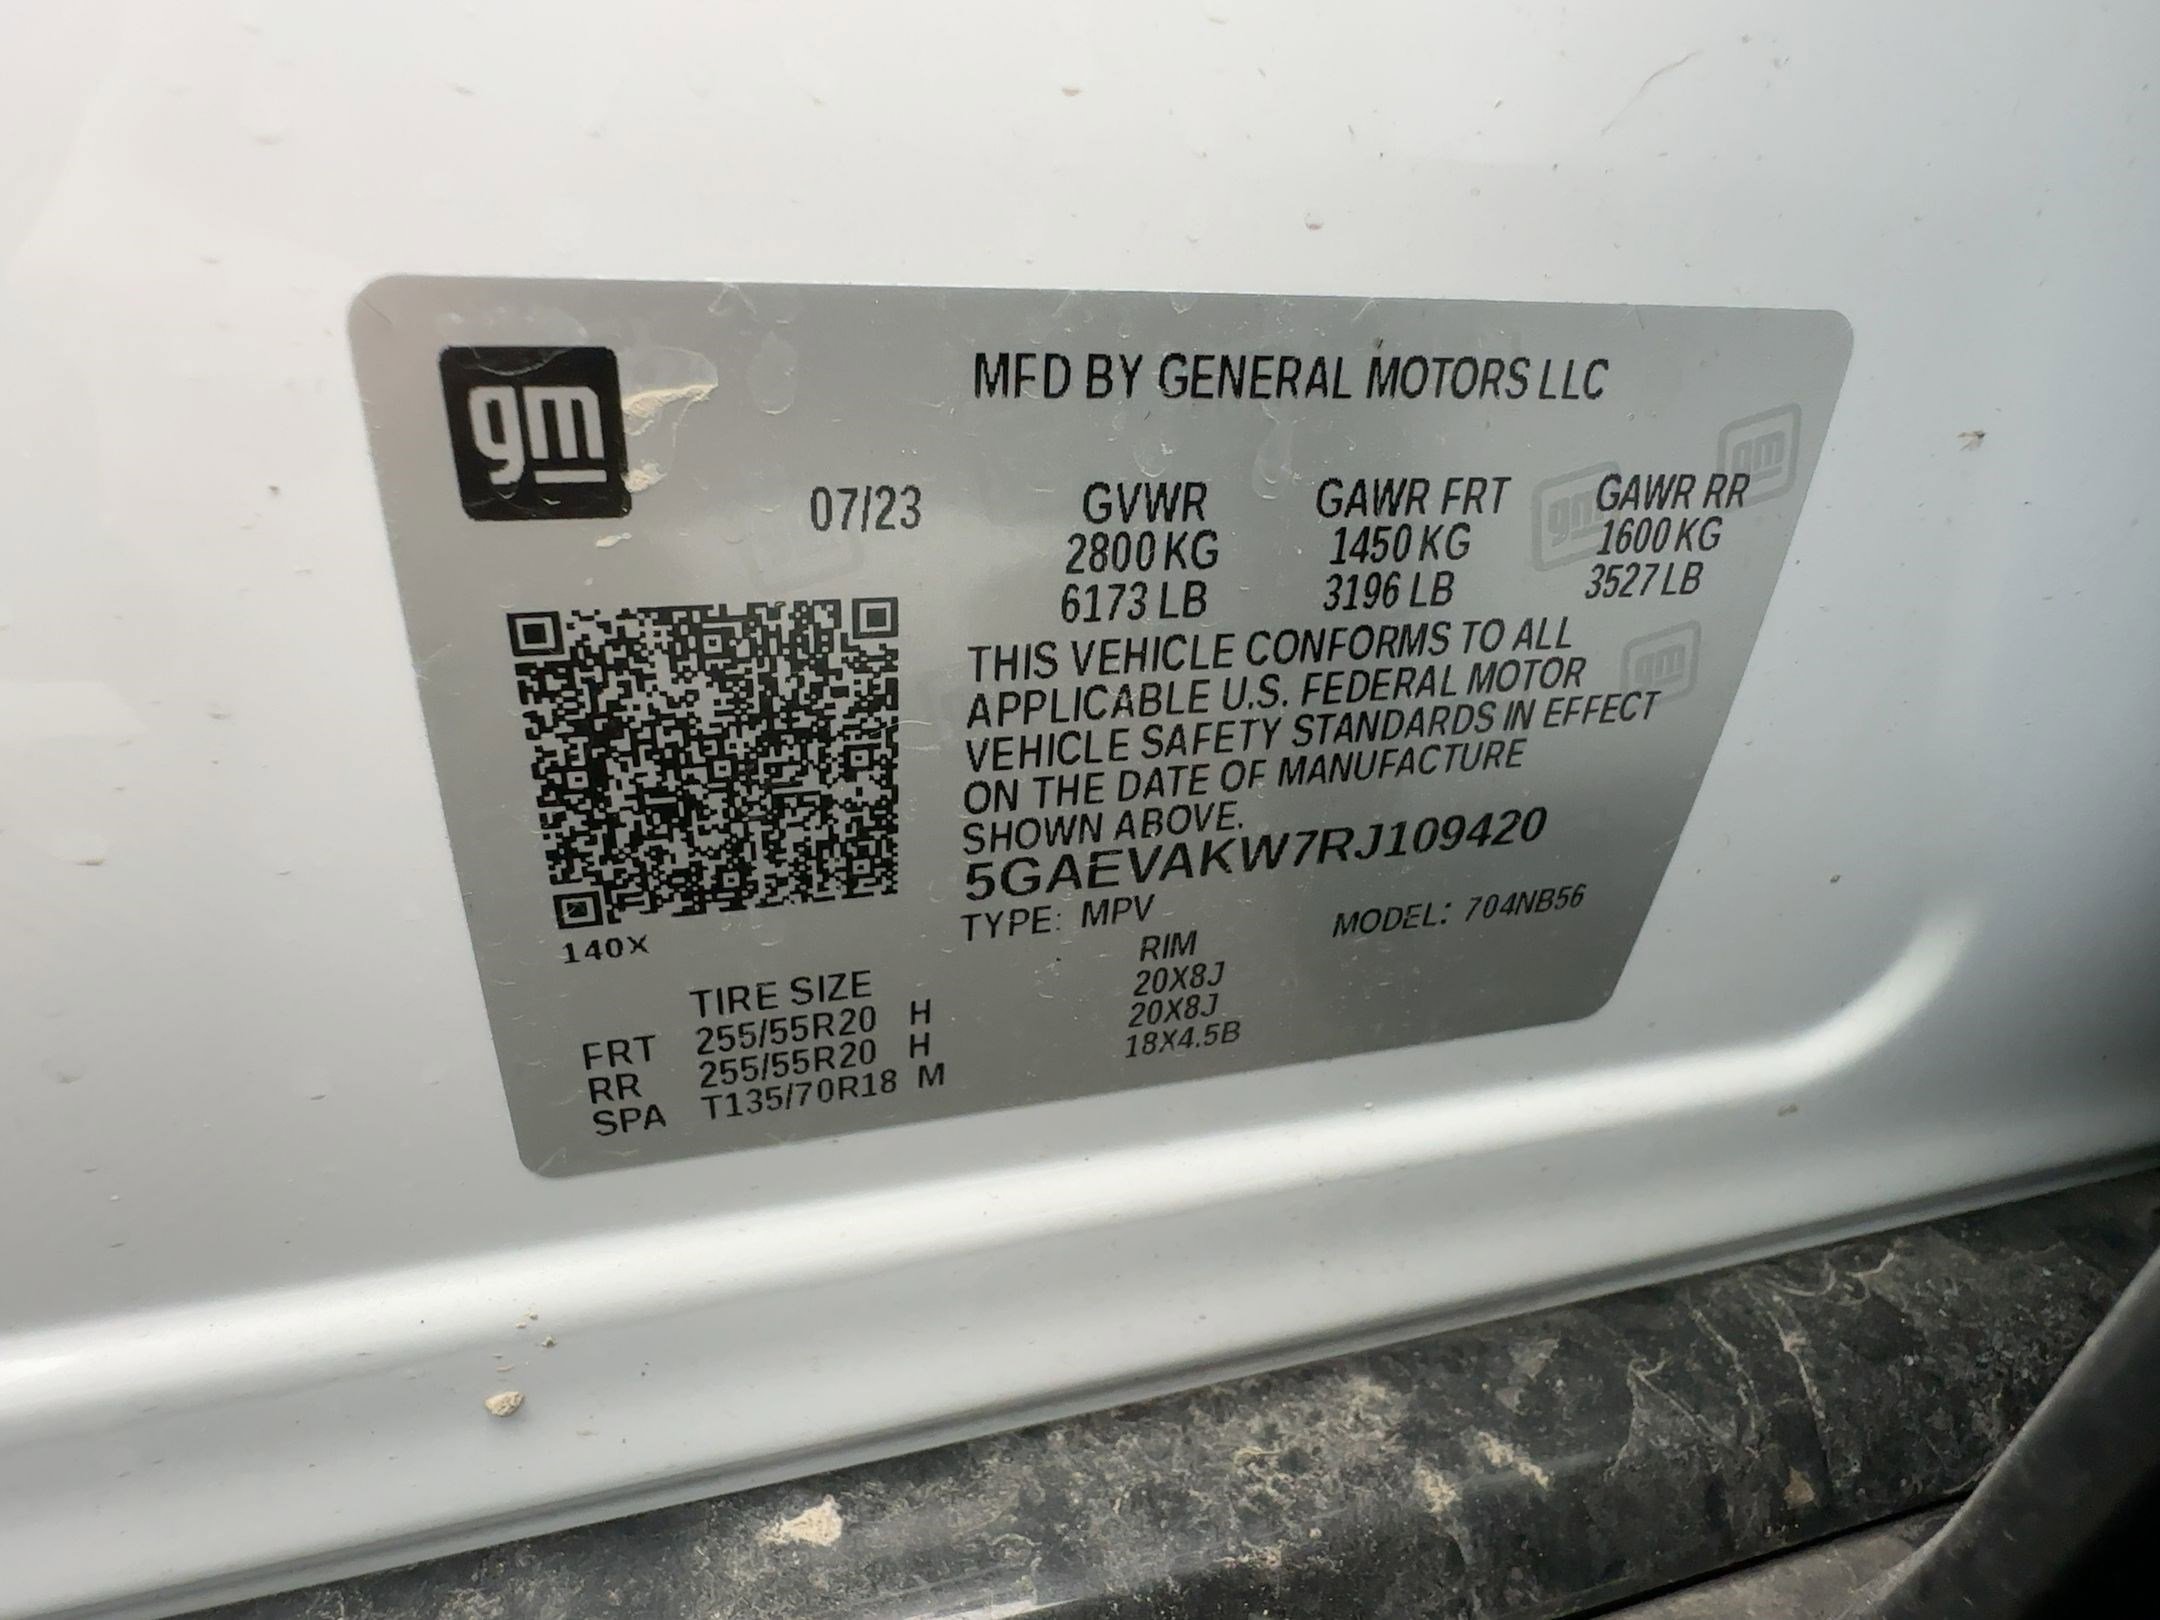 gm
MFD BY GENERAL MOTORS LLC
07/23 GVWR GAWR FRT GAWR RR
2800 KG 1450 KG 1600 KG
6173 LB 3196 LB 3527 LB
THIS VEHICLE CONFORMS TO ALL
APPLICABLE U.S. FEDERAL MOTOR
VEHICLE SAFETY STANDARDS IN EFFECT
ON THE DATE OF MANUFACTURE
SHOWN ABOVE.
5GAEVAKW7RJ109420
TYPE: MPV MODEL: 704NB56
140X
TIRE SIZE RIM
FRT 255/55R20 H 20X8J
RR 255/55R20 H 20X8J
SPA T135/70R18 M 18X4.5B
gm
gm
gm